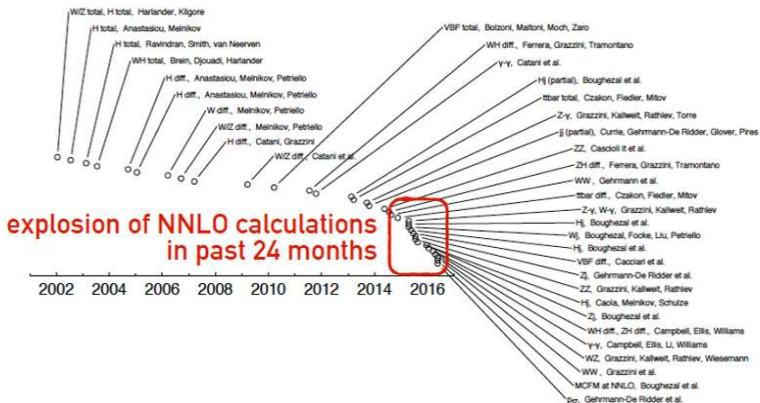 W/Z total, H total, Harlander, Kilgore
H total, Anastasiou, Melnikov
H total, Ravindran, Smith, van Neerven
WH total, Brein, Djouadi, Harlander
H diff., Anastasiou, Melnikov, Petriello
H diff., Anastasiou, Melnikov, Petriello
W diff., Melnikov, Petriello
W/Z diff., Melnikov, Petriello
H diff., Catani, Grazzini
W/Z diff., Catani et al.
VBF total, Bolzoni, Maltoni, Moch, Zaro
WH diff., Ferrera, Grazzini, Tramontano
γ-γ, Catani et al.
Hj (partial), Boughezal et al.
ttbar total, Czakon, Fiedler, Mitov
Z-γ, Grazzini, Kallweit, Rathlev, Torre
jj (partial), Currie, Gehrmann-De Ridder, Glover, Pires
ZZ, Cascioli it et al.
ZH diff., Ferrera, Grazzini, Tramontano
WW, Gehrmann et al.
ttbar diff., Czakon, Fiedler, Mitov
Z-γ, W-γ, Grazzini, Kallweit, Rathlev
Hj, Boughezal et al.
Wj, Boughezal, Focke, Liu, Petriello
Hj, Boughezal et al.
VBF diff., Cacciari et al.
Zj, Gehrmann-De Ridder et al.
ZZ, Grazzini, Kallweit, Rathlev
Hj, Caola, Melnikov, Schulze
Zj, Boughezal et al.
WH diff., ZH diff., Campbell, Ellis, Williams
γ-γ, Campbell, Ellis, Li, Williams
WZ, Grazzini, Kallweit, Rathlev, Wiesemann
WW, Grazzini et al.
MCFM at NNLO, Boughezal et al.
Gehrmann-De Ridder et al.
explosion of NNLO calculations
in past 24 months
2002 2004 2006 2008 2010 2012 2014 2016